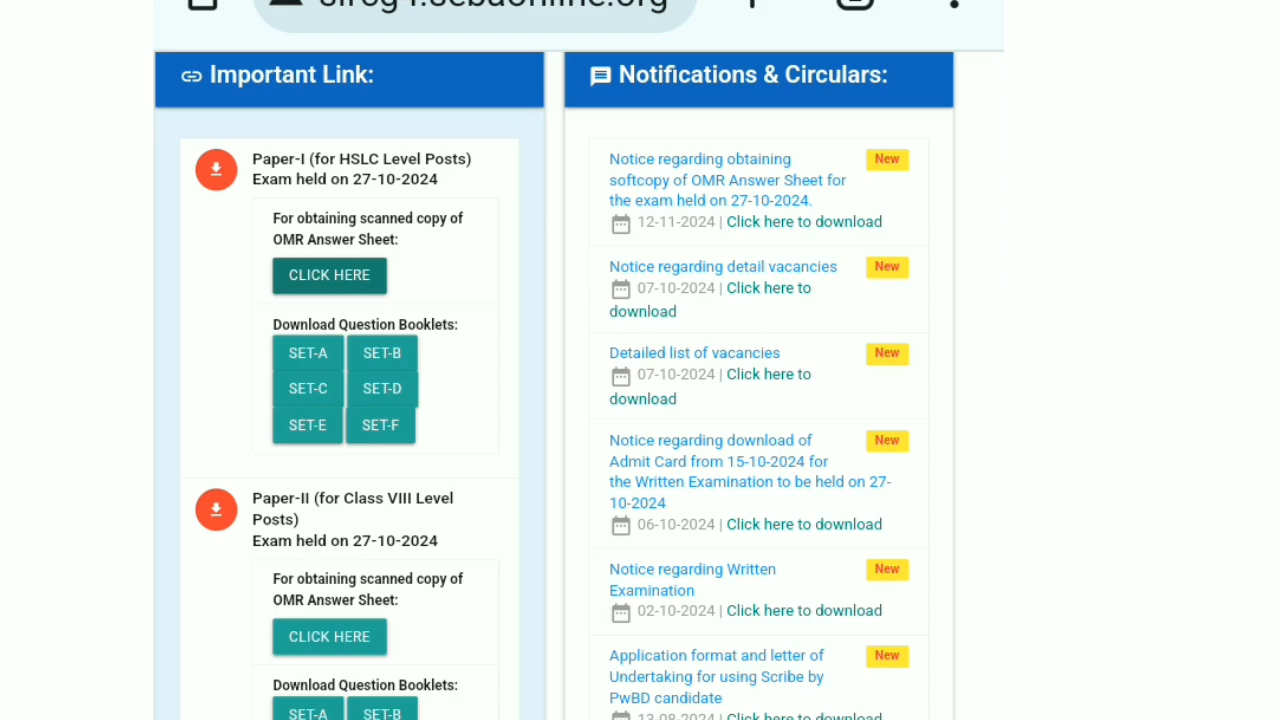 Important Link:
Paper-I (for HSLC Level Posts)
Exam held on 27-10-2024
For obtaining scanned copy of
OMR Answer Sheet:
CLICK HERE
Download Question Booklets:
SET-A SET-B
SET-C SET-D
SET-E SET-F
Paper-II (for Class VIII Level
Posts)
Exam held on 27-10-2024
For obtaining scanned copy of
OMR Answer Sheet:
CLICK HERE
Download Question Booklets:
SET-A SET-B
Notifications & Circulars:
Notice regarding obtaining New
softcopy of OMR Answer Sheet for
the exam held on 27-10-2024.
12-11-2024 | Click here to download
Notice regarding detail vacancies New
07-10-2024 | Click here to
download
Detailed list of vacancies New
07-10-2024 | Click here to
download
Notice regarding download of New
Admit Card from 15-10-2024 for
the Written Examination to be held on 27-
10-2024
06-10-2024 | Click here to download
Notice regarding Written New
Examination
02-10-2024 | Click here to download
Application format and letter of New
Undertaking for using Scribe by
PwBD candidate
13-08-2024 | Click here to download